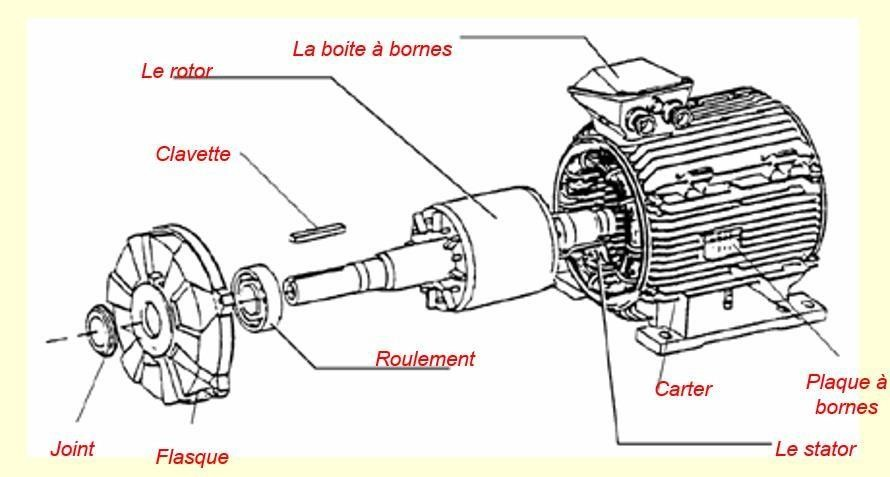 La boite à bornes
Le rotor
Clavette
Roulement
Plaque à
bornes
Carter
Joint
Flasque
Le stator